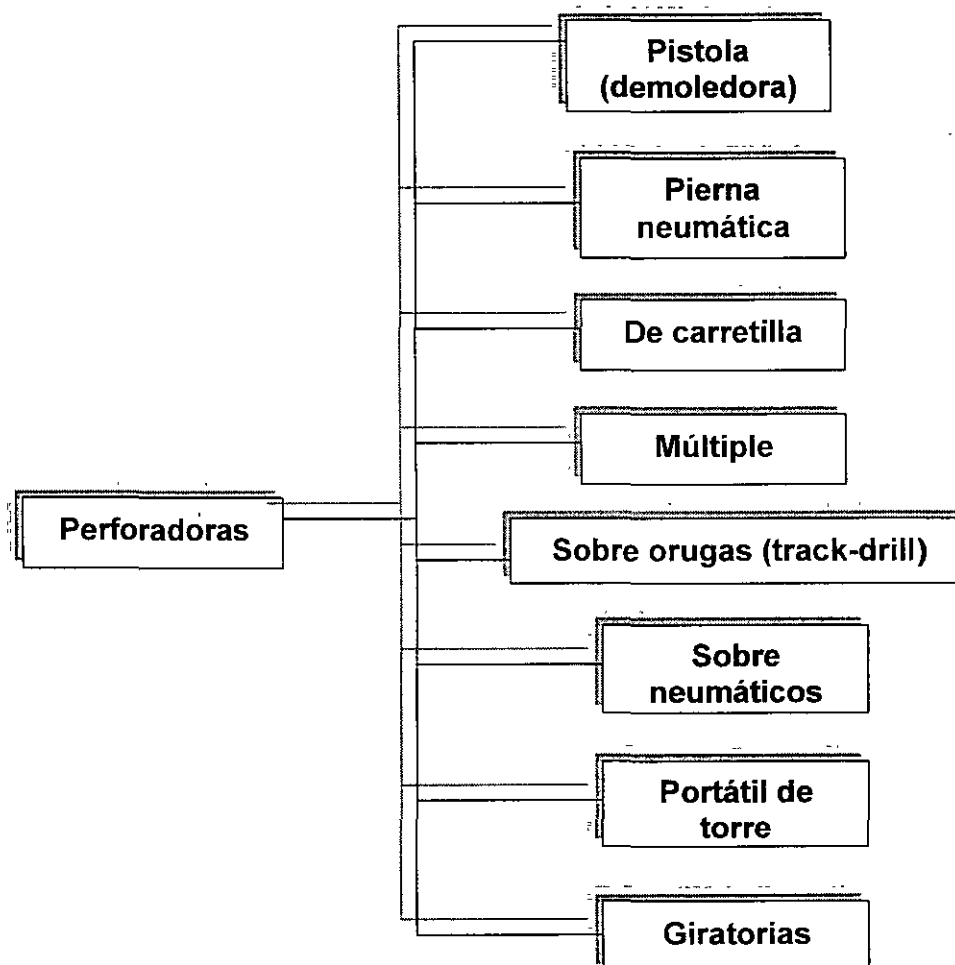 Pistola
(demoledora)
Pierna
neumática
De carretilla
Múltiple
Perforadoras
Sobre orugas (track-drill)
Sobre
neumáticos
Portátil de
torre
Giratorias